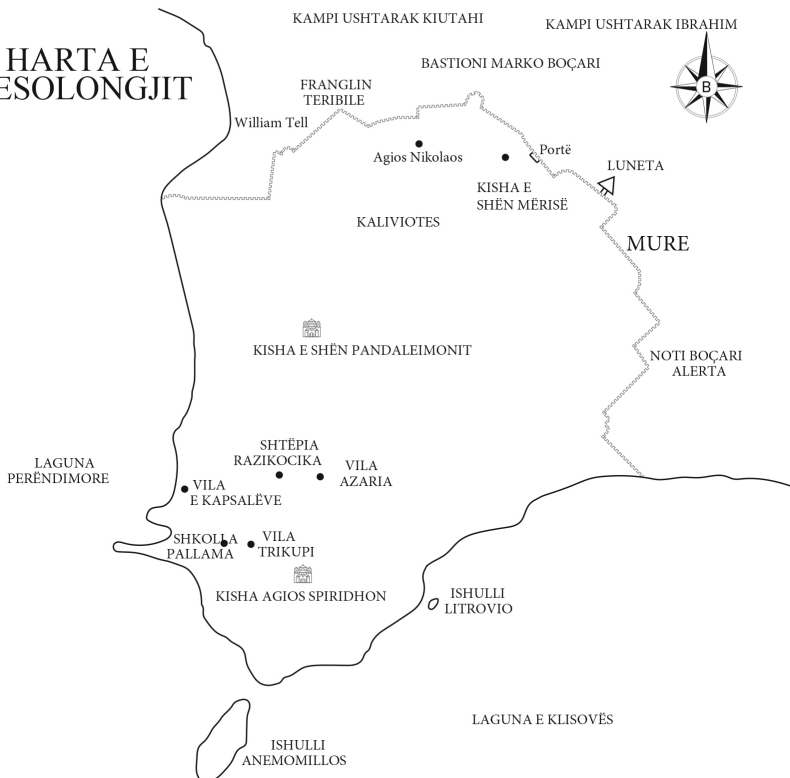 KAMPI USHTARAK KIUTAHI
KAMPI USHTARAK IBRAHIM
HARTA E
ESOLONGJIT
BASTIONI MARKO BOÇARI
B
FRANGLIN
TERIBILE
William Tell
Agios Nikolaos
Portë
LUNETA
KISHA E
SHËN MËRISË
KALIVIOTES
MURE
KISHA E SHËN PANDALEIMONIT
NOTI BOÇARI
ALERTA
SHTËPIA
RAZIKOCIKA
VILA
AZARIA
LAGUNA
PERËNDIMORE
VILA
E KAPSALËVE
SHKOLLA
PALLAMA
VILA
TRIKUPI
KISHA AGIOS SPIRIDHON
ISHULLI
LITROVIO
LAGUNA E KLISOVËS
ISHULLI
ANEMOMILLOS